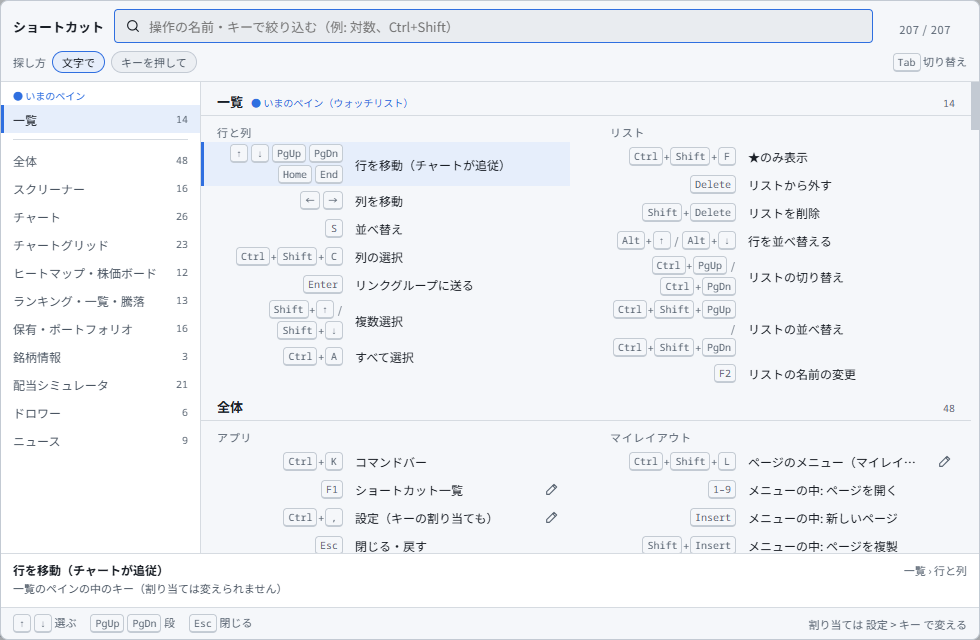 ショートカット
操作の名前・キーで絞り込む（例: 対数、Ctrl+Shift）
207 / 207
探し方 文字で キーを押して
Tab 切り替え
いまのペイン
一覧 14
全体 48
スクリーナー 16
チャート 26
チャートグリッド 23
ヒートマップ・株価ボード 12
ランキング・一覧・騰落 13
保有・ポートフォリオ 16
銘柄情報 3
配当シミュレータ 21
ドロワー 6
ニュース 9
一覧 いまのペイン（ウォッチリスト） 14
行と列
↑ ↓ PgUp PgDn
Home End
行を移動（チャートが追従）
← → 列を移動
S 並べ替え
Ctrl+Shift+C 列の選択
Enter リンクグループに送る
Shift+↑ /
Shift+↓
複数選択
Ctrl+A すべて選択
リスト
Ctrl+Shift+F ★のみ表示
Delete リストから外す
Shift+Delete リストを削除
Alt+↑ / Alt+↓ 行を並べ替える
Ctrl+PgUp /
Ctrl+PgDn
リストの切り替え
Ctrl+Shift+PgUp
/
Ctrl+Shift+PgDn
リストの並べ替え
F2 リストの名前の変更
全体 48
アプリ
Ctrl+K コマンドバー
F1 ショートカット一覧
Ctrl+, 設定（キーの割り当ても）
Esc 閉じる・戻す
マイレイアウト
Ctrl+Shift+L ページのメニュー（マイレイ…
1–9 メニューの中: ページを開く
Insert メニューの中: 新しいページ
Shift+Insert メニューの中: ページを複製
行を移動（チャートが追従）
一覧 › 行と列
一覧のペインの中のキー（割り当ては変えられません）
↑ ↓ 選ぶ PgUp PgDn 段 Esc 閉じる
割り当ては 設定 > キー で変える